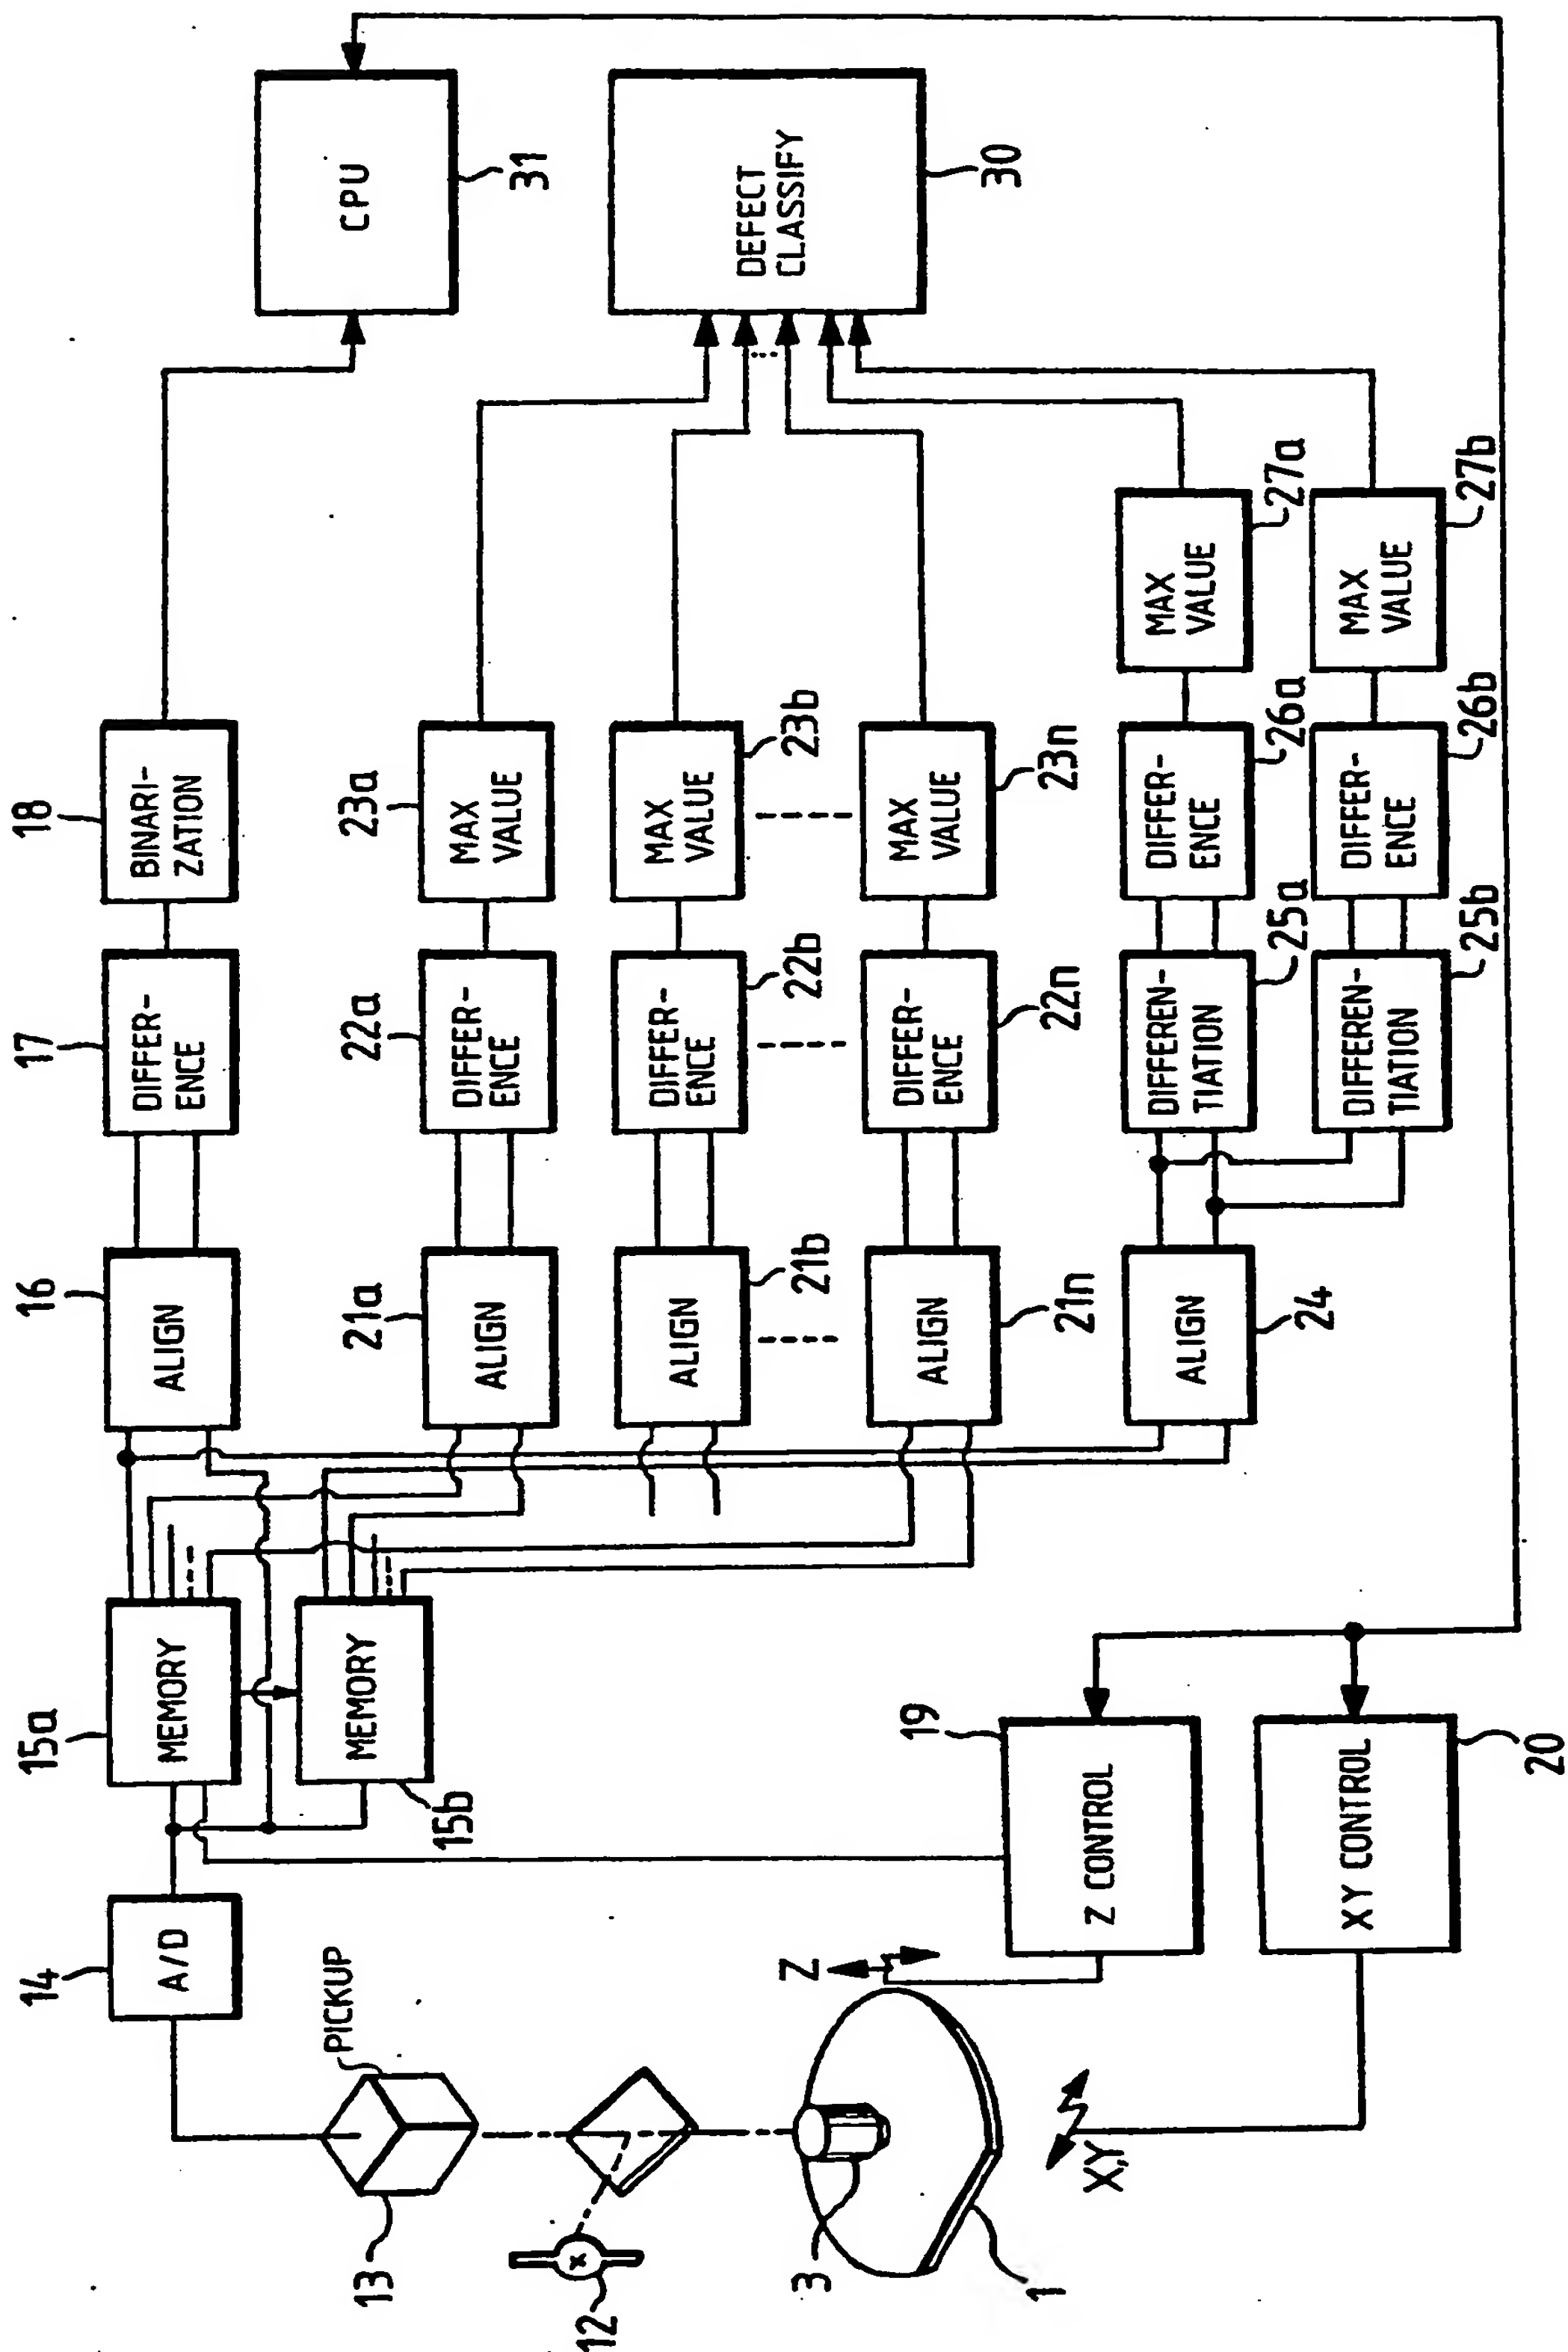 14
A/D
PICKUP
13
12
3
1
X,Y
Z
15a
MEMORY
MEMORY
15b
19
Z CONTROL
XY CONTROL
20
16
ALIGN
17
DIFFER-
ENCE
18
BINARI-
ZATION
CPU
31
21a
ALIGN
22a
DIFFER-
ENCE
23a
MAX
VALUE
DEFECT
CLASSIFY
30
ALIGN
21b
DIFFER-
ENCE
22b
MAX
VALUE
23b
ALIGN
21n
DIFFER-
ENCE
22n
MAX
VALUE
23n
ALIGN
24
DIFFEREN-
TIATION
25a
DIFFER-
ENCE
26a
MAX
VALUE
27a
DIFFEREN-
TIATION
25b
DIFFER-
ENCE
26b
MAX
VALUE
27b